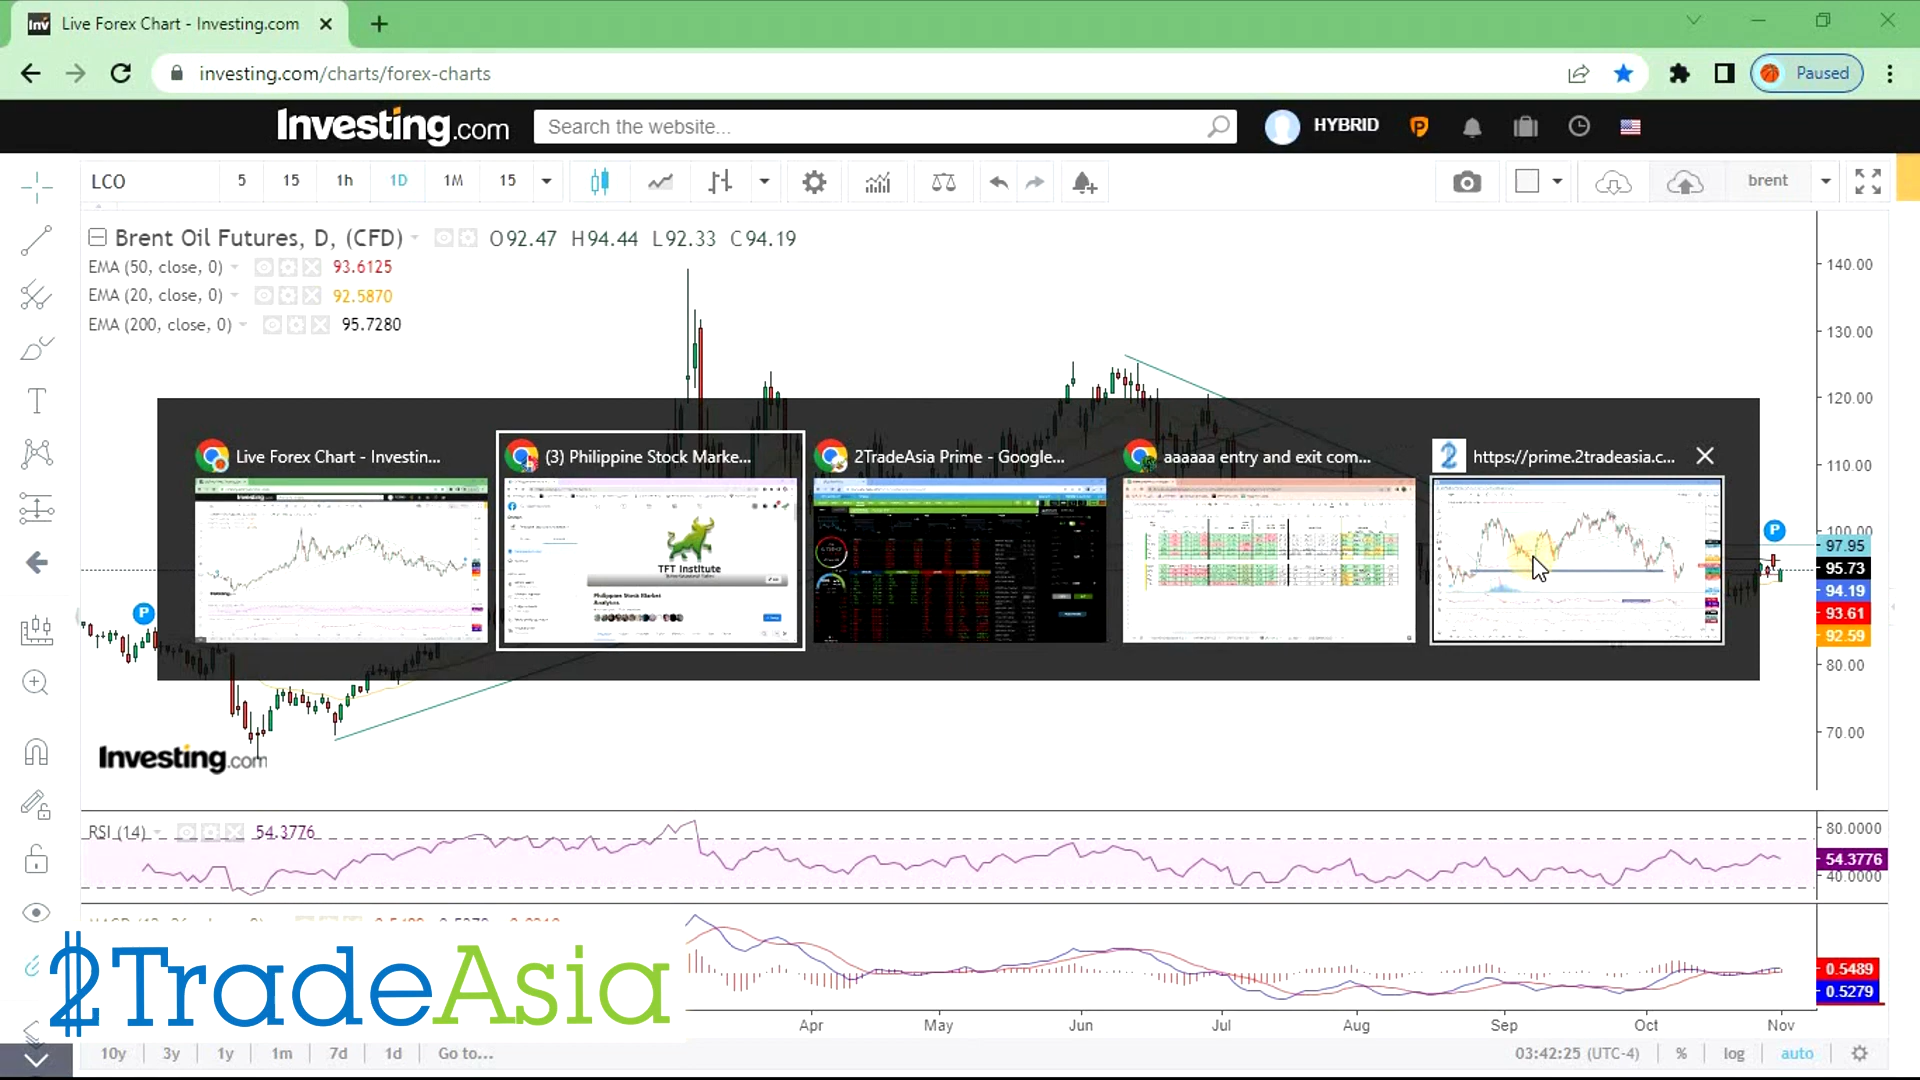 Live Forex Chart - Investing.com
investing.com/charts/forex-charts
Paused
Investing.com
Search the website...
HYBRID
LCO
5 15 1h 1D 1M 15
brent
Brent Oil Futures, D, (CFD) O92.47 H94.44 L92.33 C94.19
EMA (50, close, 0) 93.6125
EMA (20, close, 0) 92.5870
EMA (200, close, 0) 95.7280
140.00
130.00
120.00
110.00
100.00
97.95
95.73
94.19
93.61
92.59
80.00
70.00
Live Forex Chart - Investin...
(3) Philippine Stock Marke...
2TradeAsia Prime - Google...
aaaaaa entry and exit com...
https://prime.2tradeasia.c...
TFT Institute
Philippine Stock Market
Analytics
P
P
Investing.com
RSI (14) 54.3776
80.0000
54.3776
40.0000
0.5489
0.5279
2TradeAsia
Apr May Jun Jul Aug Sep Oct Nov
10y 3y 1y 1m 7d 1d Go to...
03:42:25 (UTC-4) % log auto